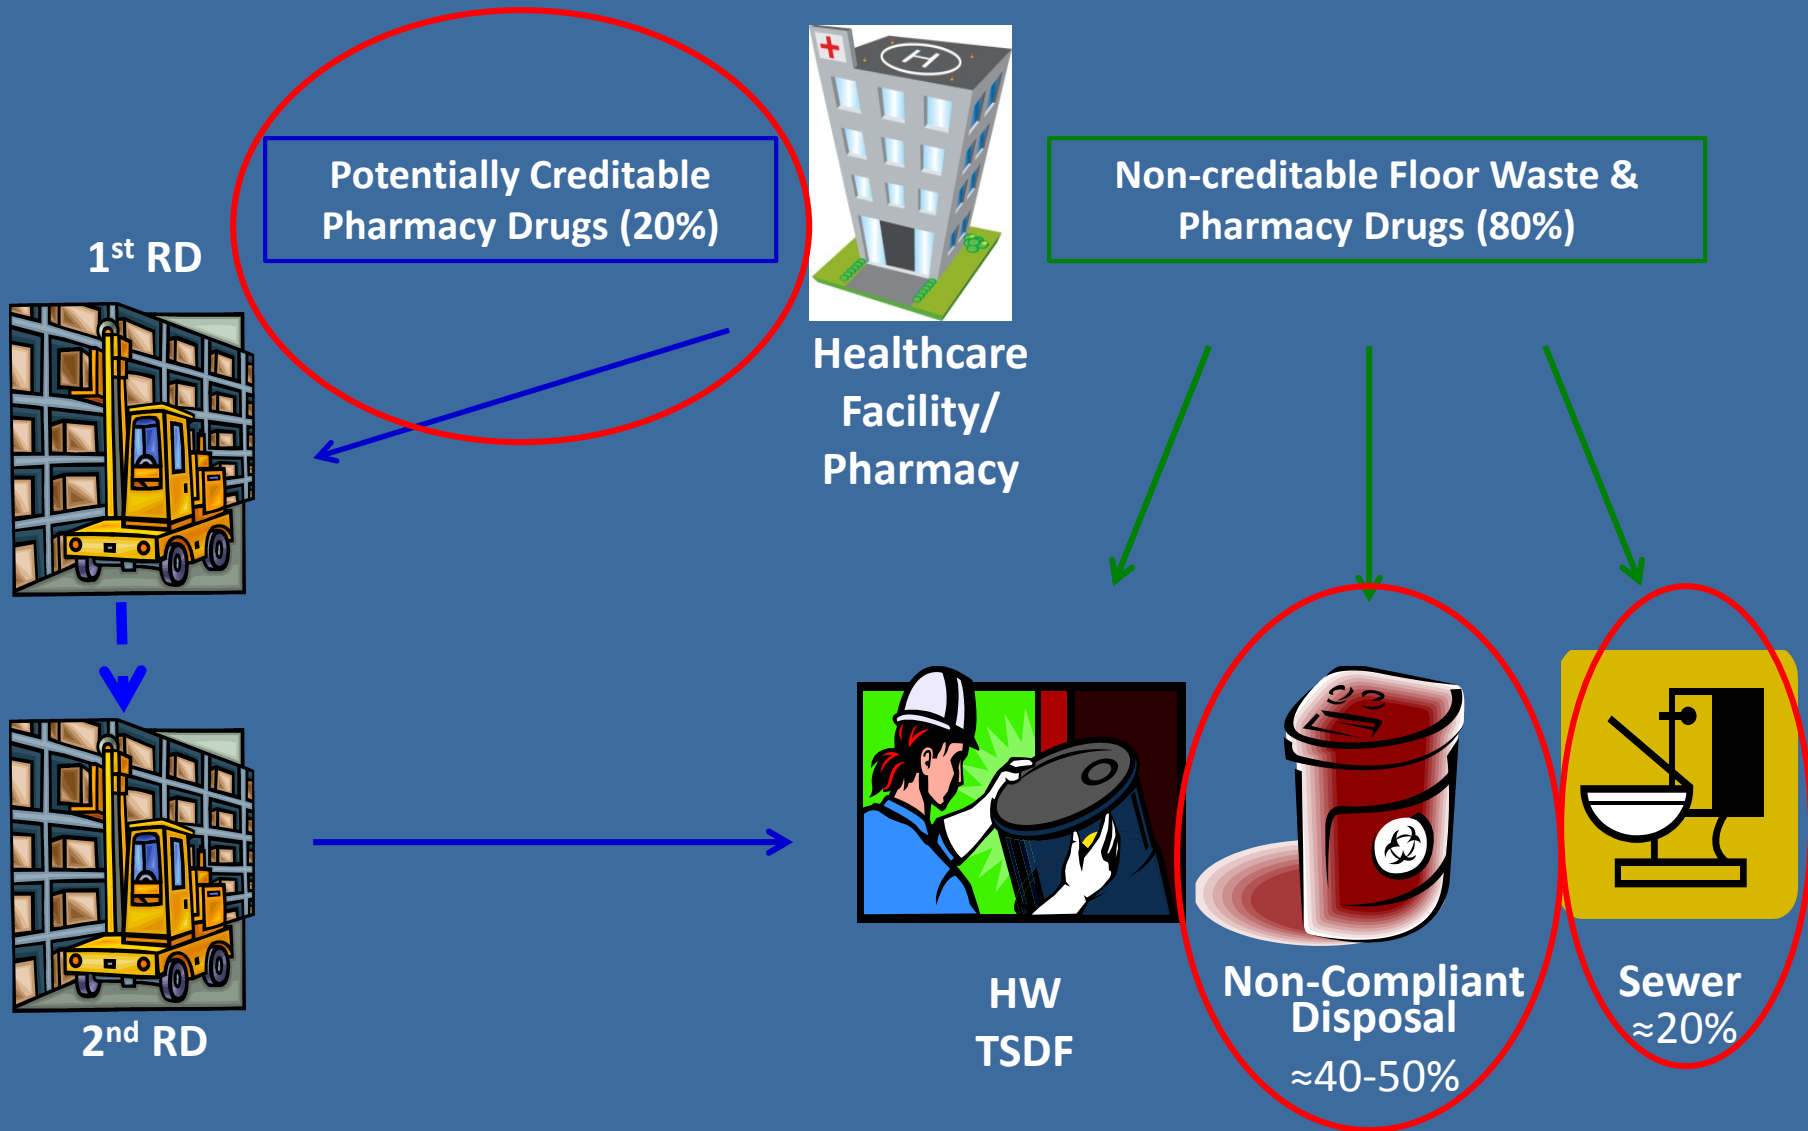 Potentially Creditable
Pharmacy Drugs (20%)
H
Non-creditable Floor Waste &
Pharmacy Drugs (80%)
1st RD
Healthcare
Facility/
Pharmacy
2nd RD
HW
TSDF
Non-Compliant
Disposal
≈40-50%
Sewer
≈20%